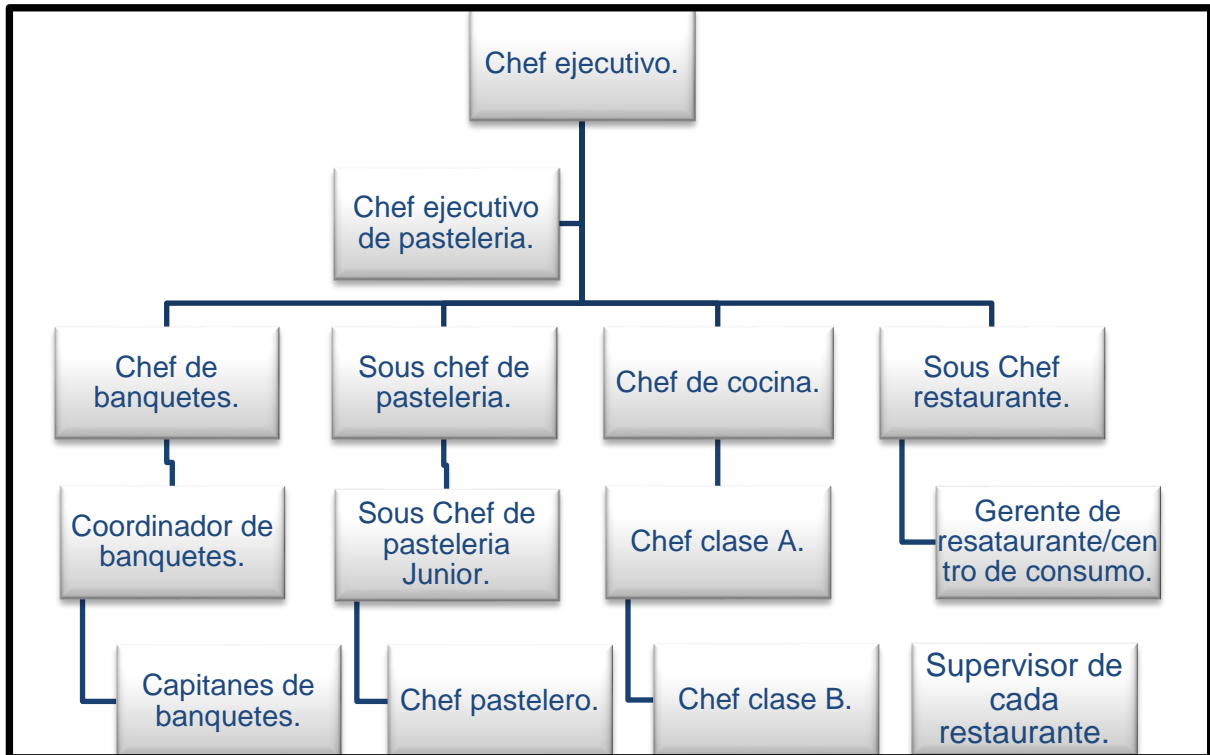 Chef ejecutivo.
Chef ejecutivo
de pasteleria.
Chef de
banquetes.
Sous chef de
pasteleria.
Chef de cocina.
Sous Chef
restaurante.
Coordinador de
banquetes.
Sous Chef de
pasteleria
Junior.
Chef clase A.
Gerente de
resataurante/cen
tro de consumo.
Capitanes de
banquetes.
Chef pastelero.
Chef clase B.
Supervisor de
cada
restaurante.